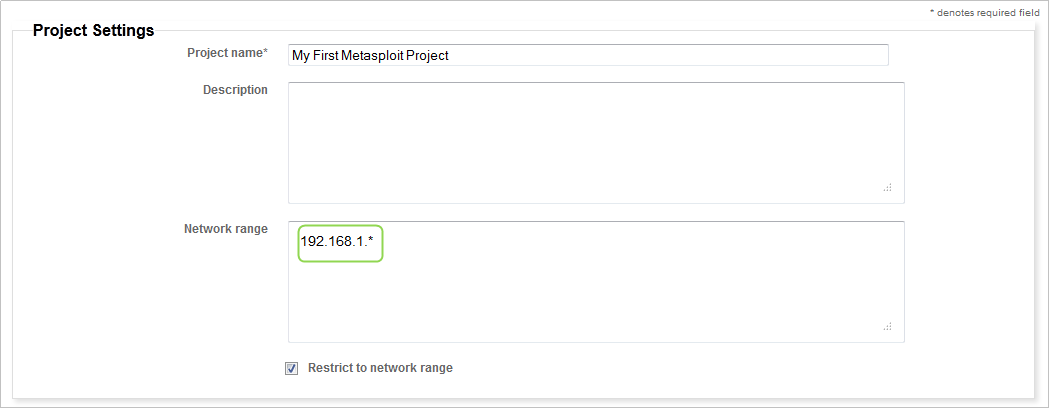 * denotes required field
Project Settings
Project name* My First Metasploit Project
Description
Network range 192.168.1.*
Restrict to network range